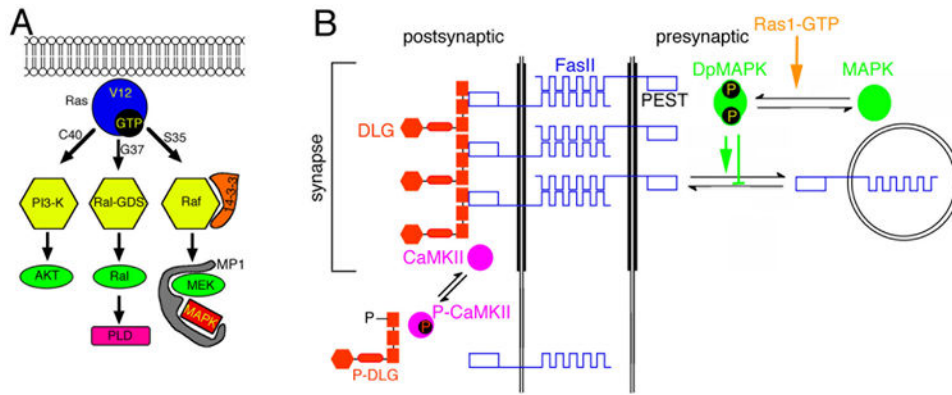 A
V12
Ras
GTP
C40
G37
S35
PI3-K
Ral-GDS
Raf
14-3-3
AKT
Ral
MP1
MEK
MAPK
PLD
B
postsynaptic
presynaptic
Ras1-GTP
FasII
DpMAPK
MAPK
PEST
P
P
DLG
synapse
CaMKII
P-CaMKII
P
P
P-DLG